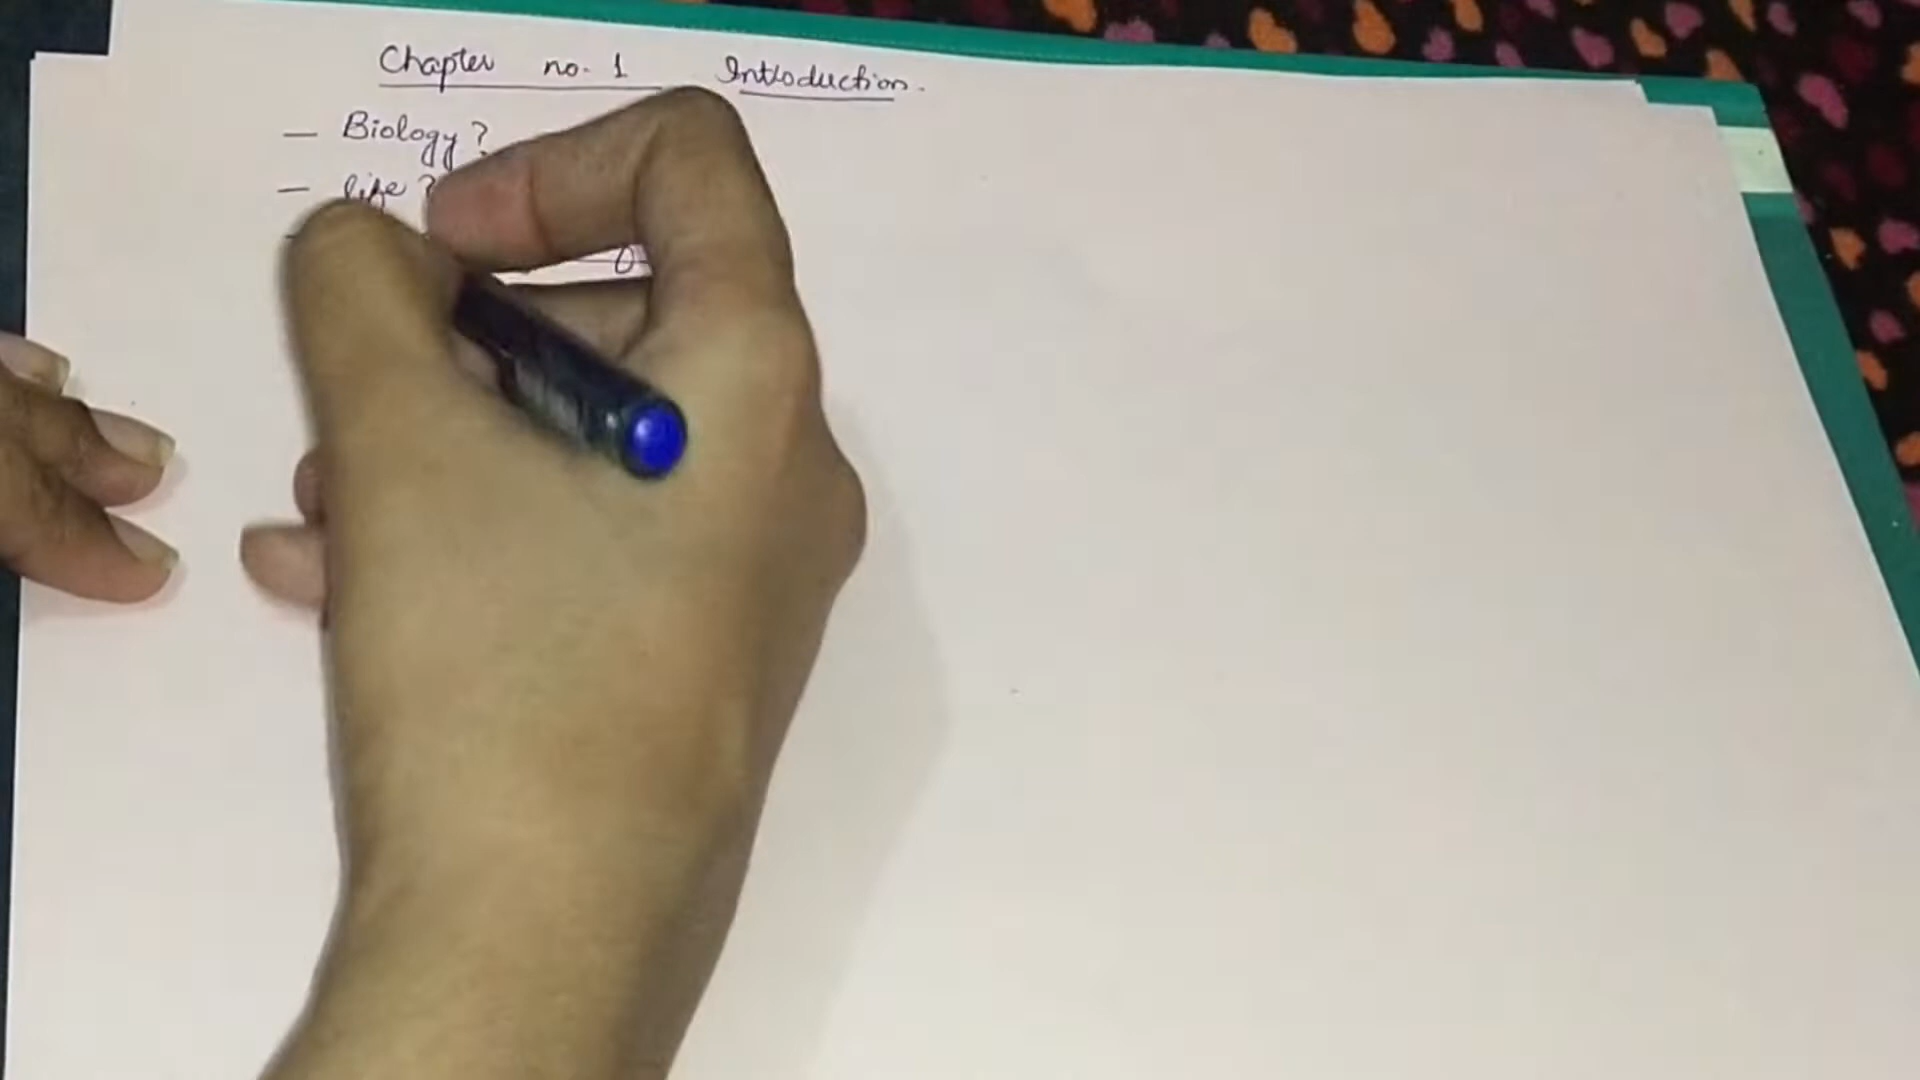 Chapter no. 1 Introduction.
— Biology?
— life?